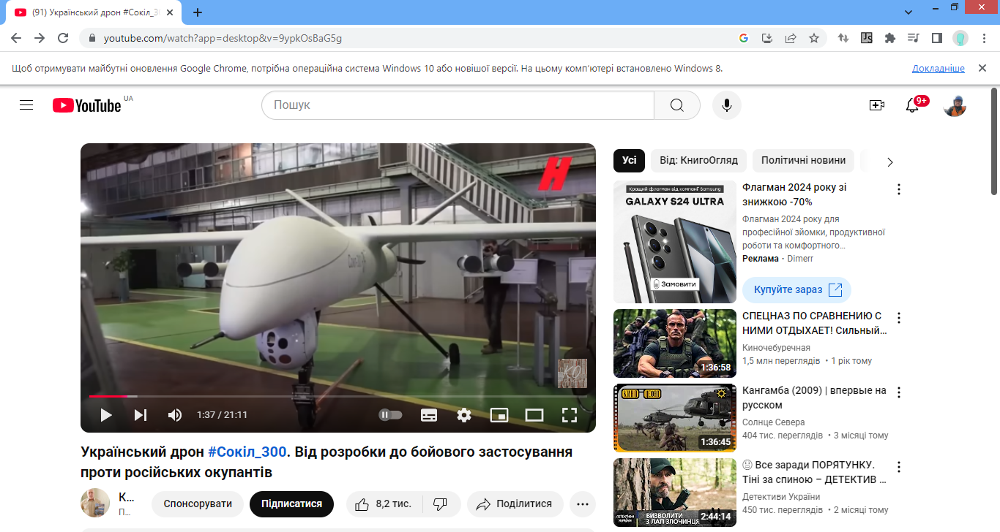 (91) Український дрон #Сокіл_3
youtube.com/watch?app=desktop&v=9ypkOsBaG5g
Щоб отримувати майбутні оновлення Google Chrome, потрібна операційна система Windows 10 або новішої версії. На цьому комп'ютері встановлено Windows 8.
Докладніше
YouTube UA
Пошук
9+
H
KO
1:37 / 21:11
Український дрон #Сокіл_300. Від розробки до бойового застосування
проти російських окупантів
К...
П...
Спонсорувати
Підписатися
8,2 тис.
Поділитися
Усі
Від: КнигоОгляд
Політичні новини
Кращий флагман від компанії Samsung
GALAXY S24 ULTRA
Замовити
Флагман 2024 року зі
знижкою -70%
Флагман 2024 року для
професійної зйомки, продуктивної
роботи та комфортного...
Реклама · Dimerr
Купуйте зараз
1:36:58
СПЕЦНАЗ ПО СРАВНЕНИЮ С
НИМИ ОТДЫХАЕТ! Сильный...
Киночебуречная
1,5 млн переглядів • 1 рік тому
1:36:45
Кангамба (2009) | впервые на
русском
Солнце Севера
404 тис. переглядів • 3 місяці тому
ДЕТЕКТИВИ
УКРАЇНИ
ВИЗВОЛИТИ
З ЛАП ЗЛОЧИНЦЯ
2:44:14
Все заради ПОРЯТУНКУ.
Тіні за спиною – ДЕТЕКТИВ ...
Детективи України
450 тис. переглядів • 2 місяці тому